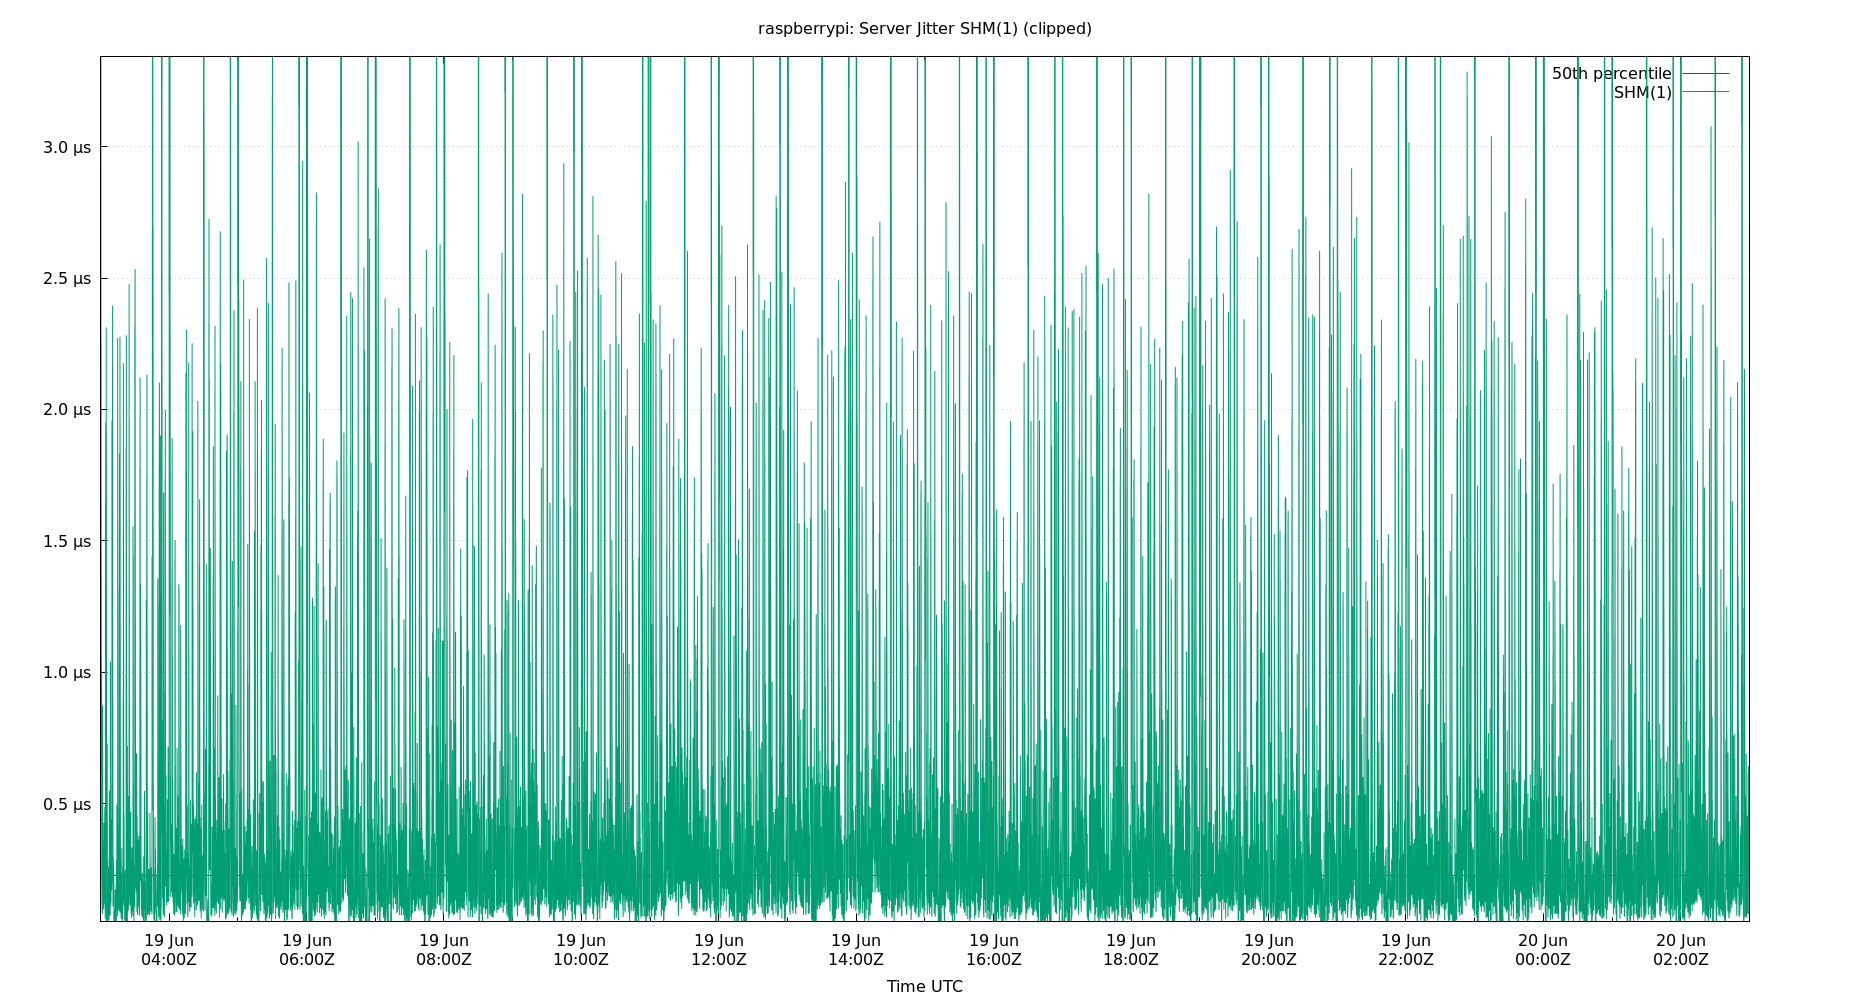 raspberrypi: Server Jitter SHM(1) (clipped)
50th percentile
SHM(1)
3.0 µs
2.5 µs
2.0 µs
1.5 µs
1.0 µs
0.5 µs
19 Jun 19 Jun 19 Jun 19 Jun 19 Jun 19 Jun 19 Jun 19 Jun 19 Jun 19 Jun 20 Jun 20 Jun
04:00Z 06:00Z 08:00Z 10:00Z 12:00Z 14:00Z 16:00Z 18:00Z 20:00Z 22:00Z 00:00Z 02:00Z
Time UTC